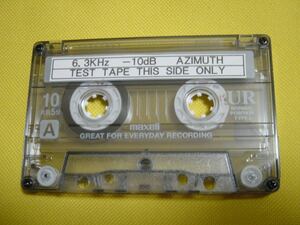 6.3KHz -10dB AZIMUTH
TEST TAPE THIS SIDE ONLY
10
UR
A
maxell
GREAT FOR EVERYDAY RECORDING